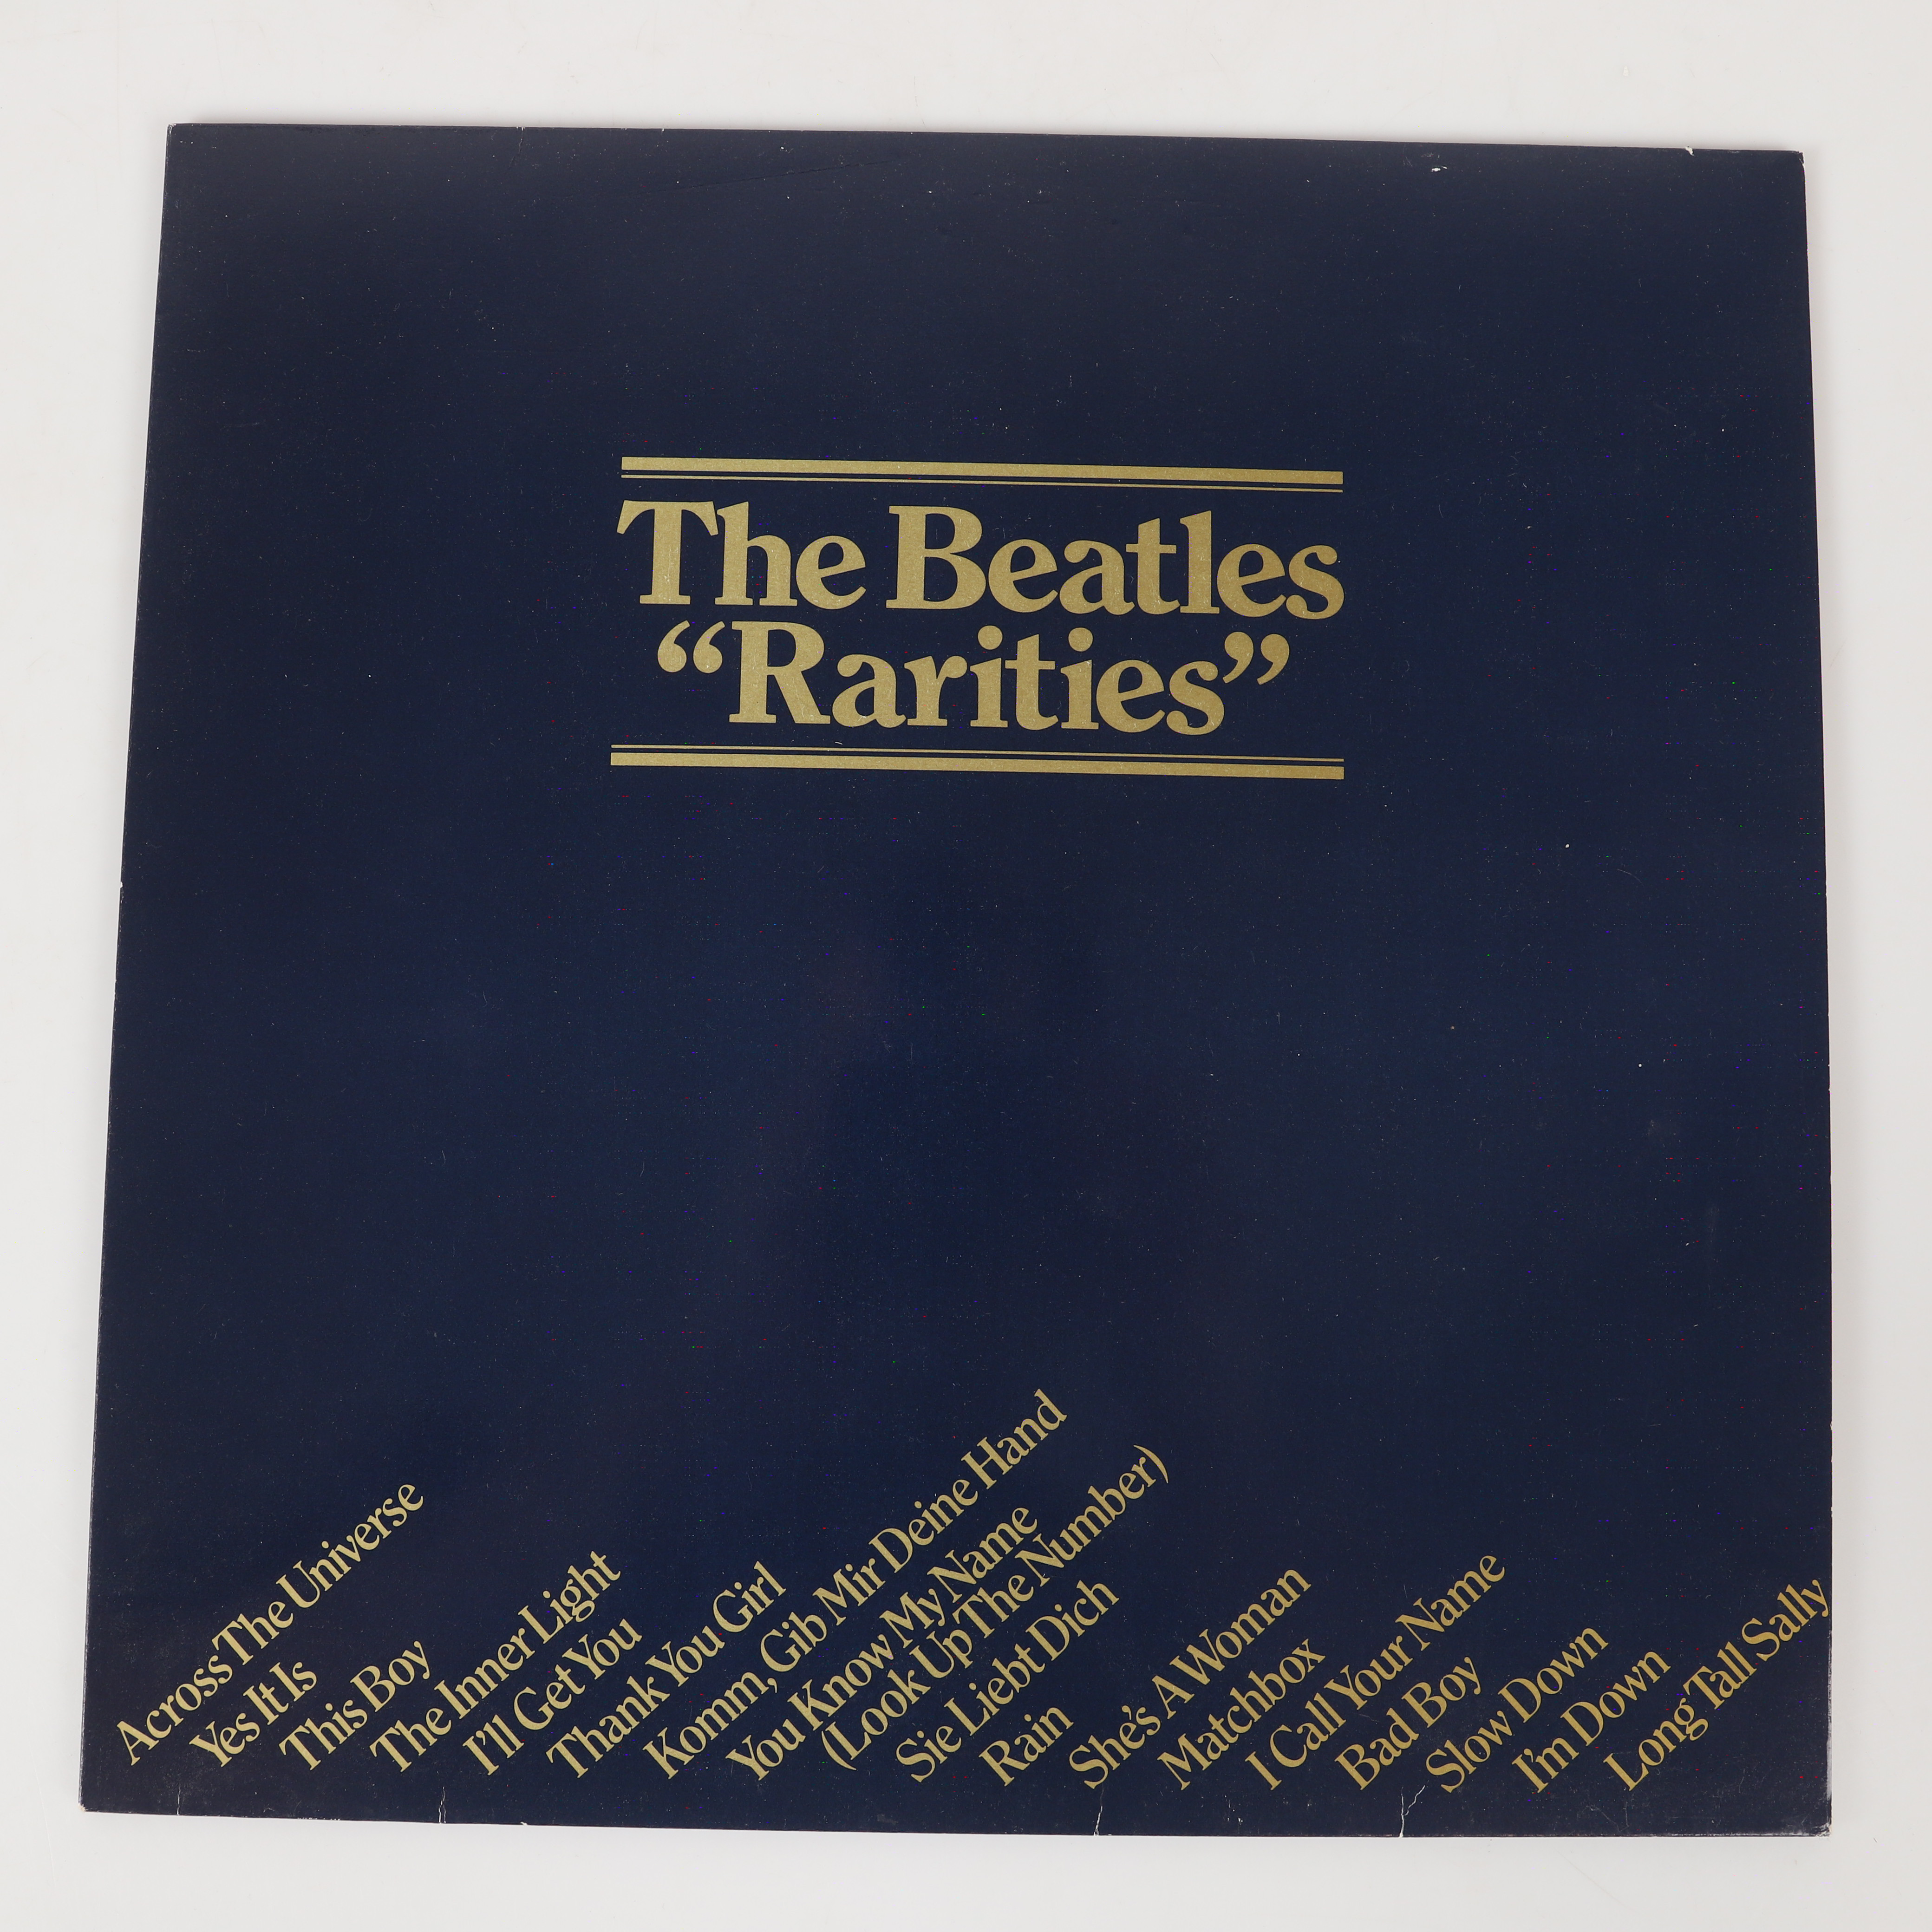 The Beatles
“Rarities”
Across The Universe
Yes It Is
This Boy
The Inner Light
I'll Get You
Thank You Girl
Komm, Gib Mir Deine Hand
You Know My Name
(Look Up The Number)
Sie Liebt Dich
Rain
She's A Woman
Matchbox
I Call Your Name
Bad Boy
Slow Down
I'm Down
Long Tall Sally